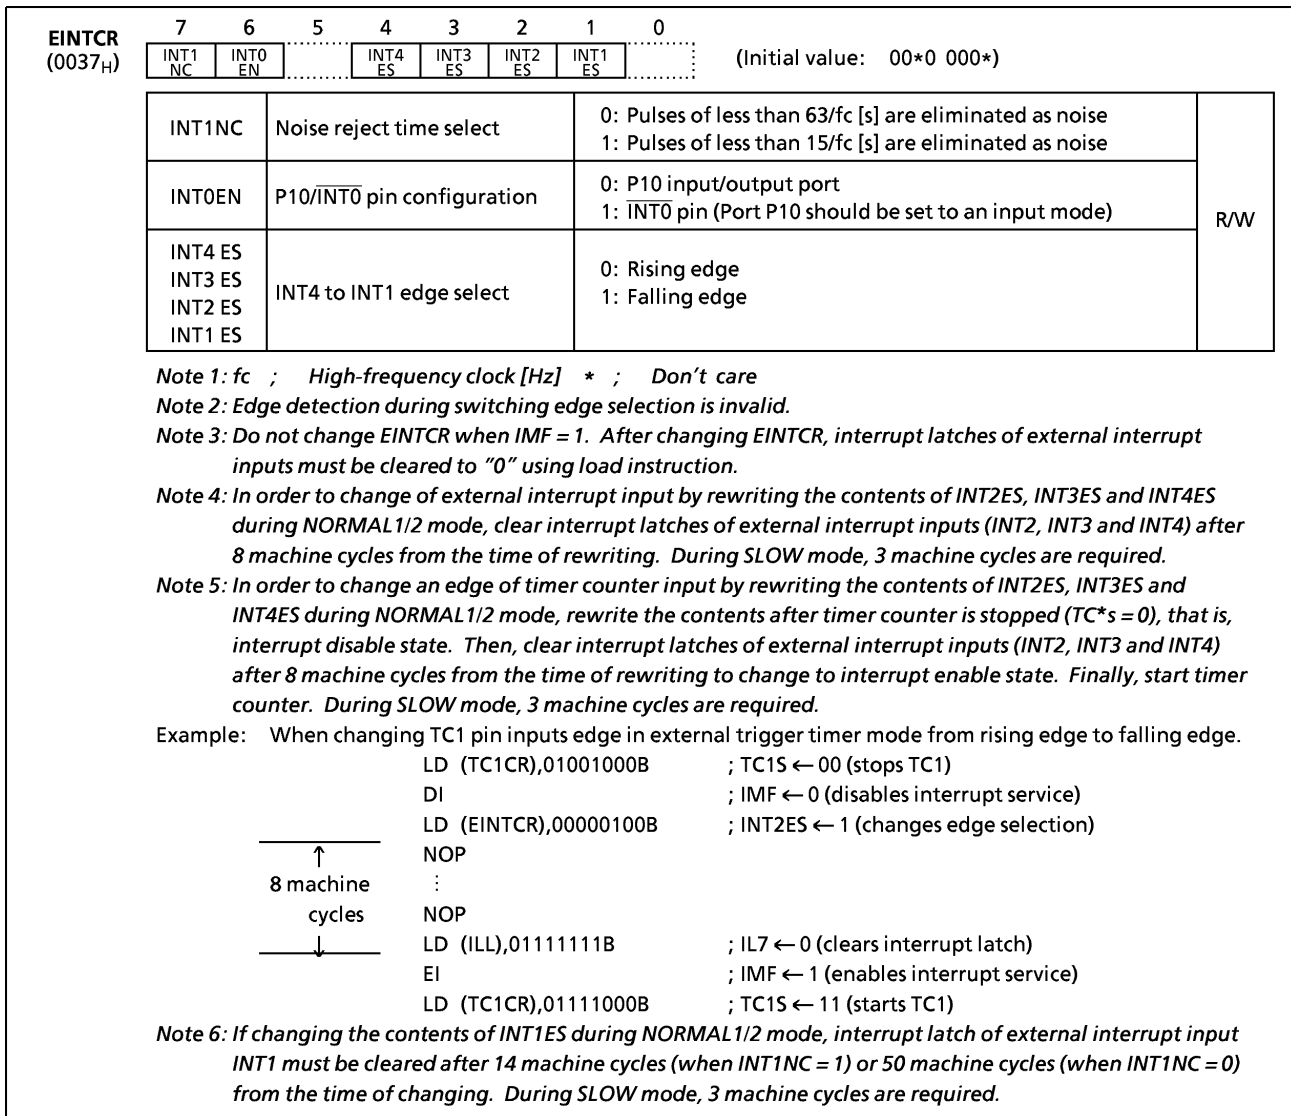 EINTCR
(0037H)
7 6 5 4 3 2 1 0
INT1 NC INT0 EN INT4 ES INT3 ES INT2 ES INT1 ES (Initial value: 00*0 000*)
INT1NC Noise reject time select
0: Pulses of less than 63/fc [s] are eliminated as noise
1: Pulses of less than 15/fc [s] are eliminated as noise
INT0EN P10/INT0 pin configuration
0: P10 input/output port
1: INT0 pin (Port P10 should be set to an input mode)
R/W
INT4 ES
INT3 ES
INT2 ES
INT1 ES
INT4 to INT1 edge select
0: Rising edge
1: Falling edge
Note 1: fc ; High-frequency clock [Hz] * ; Don't care
Note 2: Edge detection during switching edge selection is invalid.
Note 3: Do not change EINTCR when IMF = 1. After changing EINTCR, interrupt latches of external interrupt
inputs must be cleared to "0" using load instruction.
Note 4: In order to change of external interrupt input by rewriting the contents of INT2ES, INT3ES and INT4ES
during NORMAL1/2 mode, clear interrupt latches of external interrupt inputs (INT2, INT3 and INT4) after
8 machine cycles from the time of rewriting. During SLOW mode, 3 machine cycles are required.
Note 5: In order to change an edge of timer counter input by rewriting the contents of INT2ES, INT3ES and
INT4ES during NORMAL1/2 mode, rewrite the contents after timer counter is stopped (TC*s = 0), that is,
interrupt disable state. Then, clear interrupt latches of external interrupt inputs (INT2, INT3 and INT4)
after 8 machine cycles from the time of rewriting to change to interrupt enable state. Finally, start timer
counter. During SLOW mode, 3 machine cycles are required.
Example: When changing TC1 pin inputs edge in external trigger timer mode from rising edge to falling edge.
LD (TC1CR),01001000B ; TC1S ← 00 (stops TC1)
DI ; IMF ← 0 (disables interrupt service)
LD (EINTCR),00000100B ; INT2ES ← 1 (changes edge selection)
↑ NOP
8 machine ⋮
cycles NOP
↓ LD (ILL),01111111B ; IL7 ← 0 (clears interrupt latch)
EI ; IMF ← 1 (enables interrupt service)
LD (TC1CR),01111000B ; TC1S ← 11 (starts TC1)
Note 6: If changing the contents of INT1ES during NORMAL1/2 mode, interrupt latch of external interrupt input
INT1 must be cleared after 14 machine cycles (when INT1NC = 1) or 50 machine cycles (when INT1NC = 0)
from the time of changing. During SLOW mode, 3 machine cycles are required.